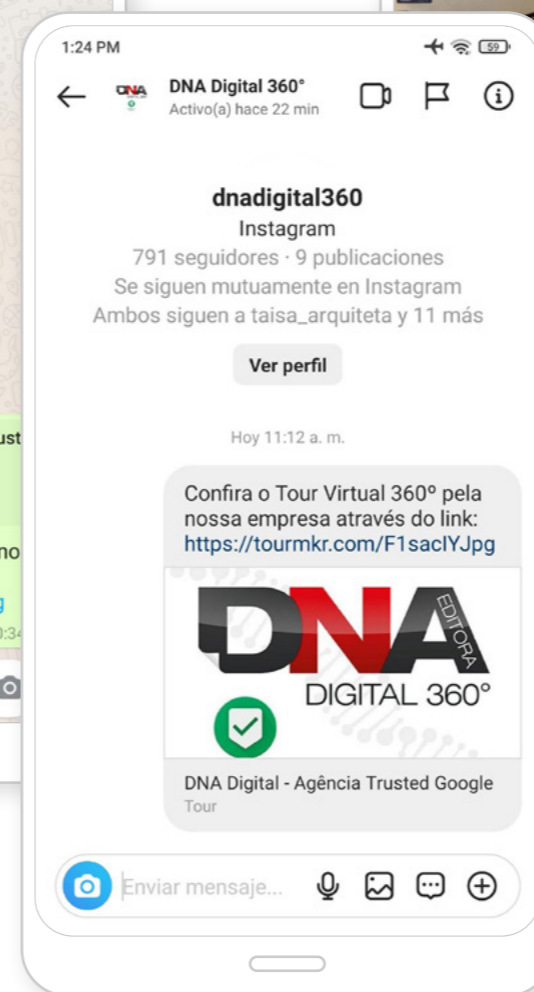 1:24 PM
59
DNA Digital 360°
Activo(a) hace 22 min
dnadigital360
Instagram
791 seguidores · 9 publicaciones
Se siguen mutuamente en Instagram
Ambos siguen a taisa_arquiteta y 11 más
Ver perfil
Hoy 11:12 a. m.
Confira o Tour Virtual 360º pela
nossa empresa através do link:
https://tourmkr.com/F1sacIYJpg
DNA
EDITORA
DIGITAL 360°
DNA Digital - Agência Trusted Google
Tour
Enviar mensaje...